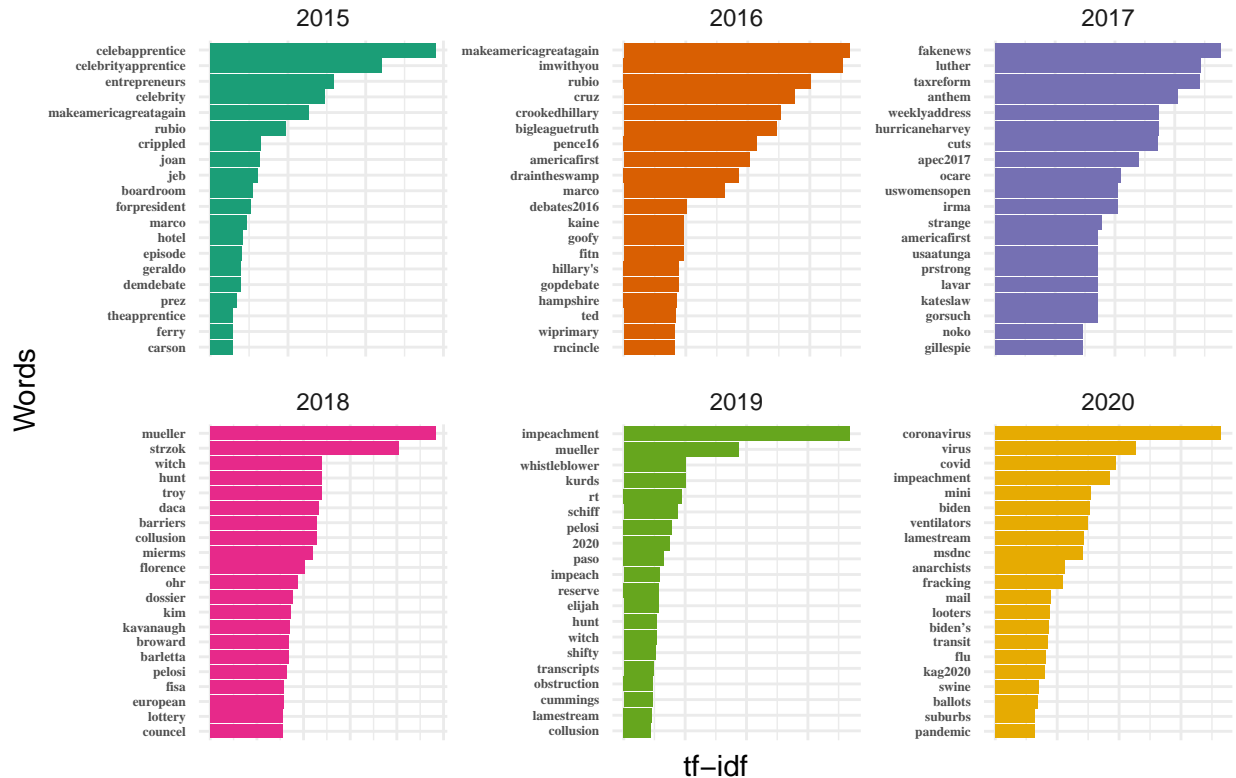 2015
celebapprentice
celebrityapprentice
entrepreneurs
celebrity
makeamericagreatagain
rubio
crippled
joan
jeb
boardroom
forpresident
marco
hotel
episode
geraldo
demdebate
prez
theapprentice
ferry
carson
2016
makeamericagreatagain
imwithyou
rubio
cruz
crookedhillary
bigleaguetruth
pence16
americafirst
draintheswamp
marco
debates2016
kaine
goofy
fitn
hillary's
gopdebate
hampshire
ted
wiprimary
rncincle
2017
fakenews
luther
taxreform
anthem
weeklyaddress
hurricaneharvey
cuts
apec2017
ocare
uswomensopen
irma
strange
americafirst
usaatunga
prstrong
lavar
kateslaw
gorsuch
noko
gillespie
Words
2018
mueller
strzok
witch
hunt
troy
daca
barriers
collusion
mierms
florence
ohr
dossier
kim
kavanaugh
broward
barletta
pelosi
fisa
european
lottery
councel
2019
impeachment
mueller
whistleblower
kurds
rt
schiff
pelosi
2020
paso
impeach
reserve
elijah
hunt
witch
shifty
transcripts
obstruction
cummings
lamestream
collusion
2020
coronavirus
virus
covid
impeachment
mini
biden
ventilators
lamestream
msdnc
anarchists
fracking
mail
looters
biden’s
transit
flu
kag2020
swine
ballots
suburbs
pandemic
tf−idf